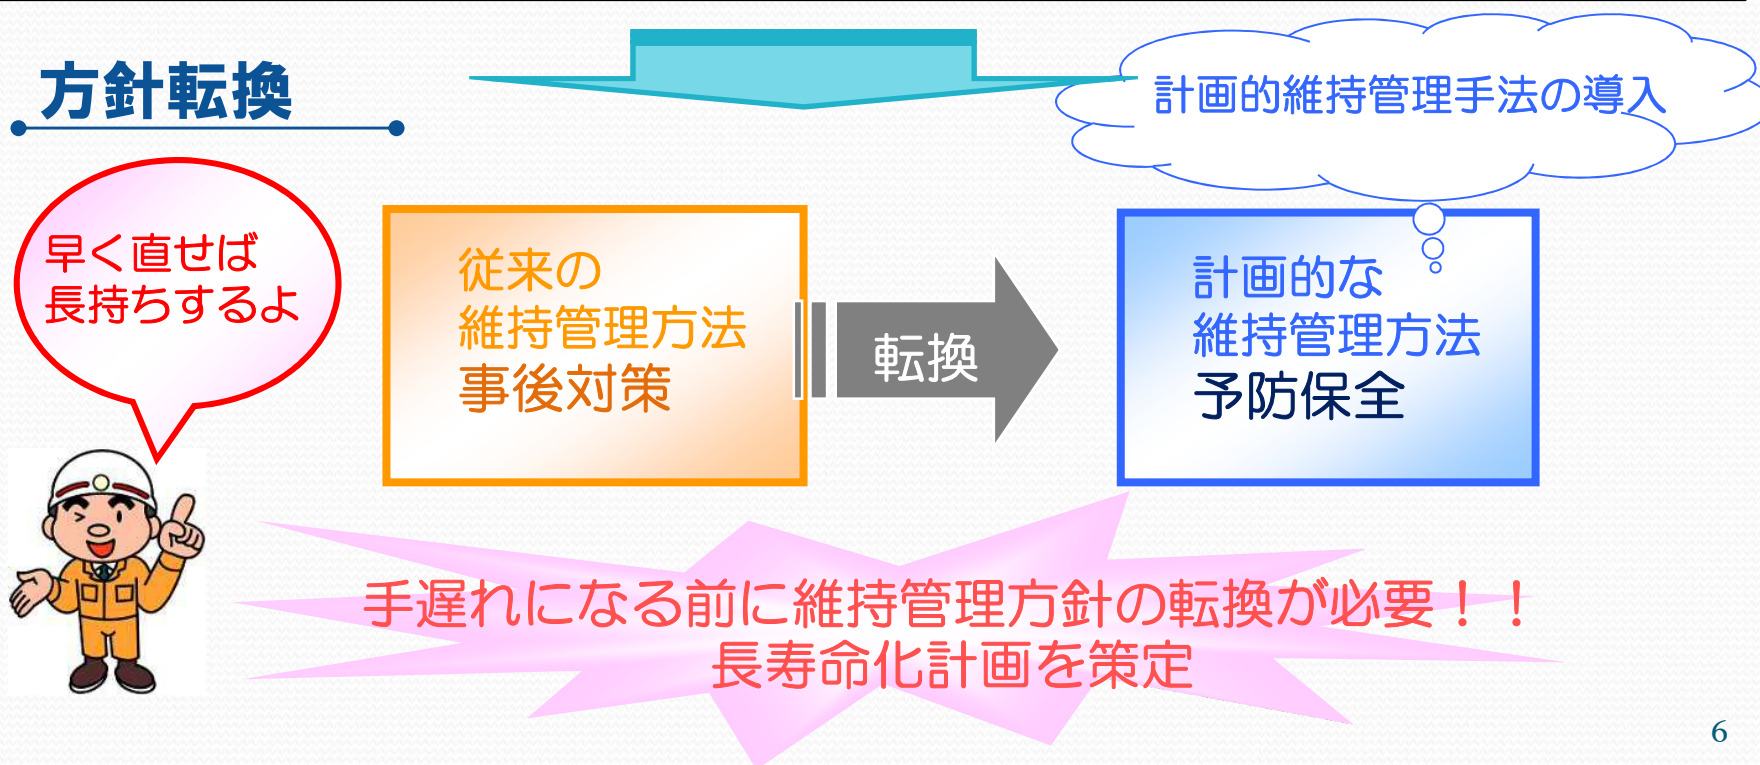 方針転換
計画的維持管理手法の導入
早く直せば
長持ちするよ
従来の
維持管理方法
事後対策
転換
計画的な
維持管理方法
予防保全
手遅れになる前に維持管理方針の転換が必要！！
長寿命化計画を策定
6